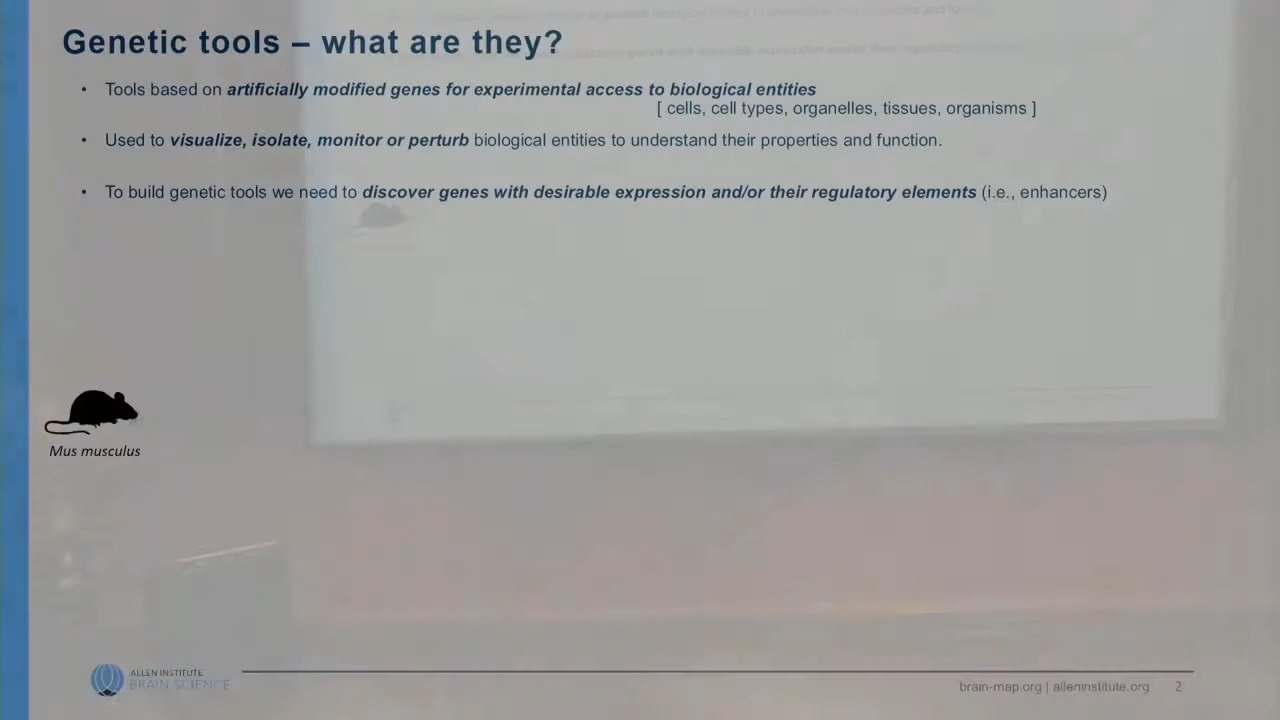 Genetic tools – what are they?
• Tools based on artificially modified genes for experimental access to biological entities
[ cells, cell types, organelles, tissues, organisms ]
• Used to visualize, isolate, monitor or perturb biological entities to understand their properties and function.
• To build genetic tools we need to discover genes with desirable expression and/or their regulatory elements (i.e., enhancers)
Mus musculus
ALLEN INSTITUTE
BRAIN SCIENCE
brain-map.org | alleninstitute.org 2